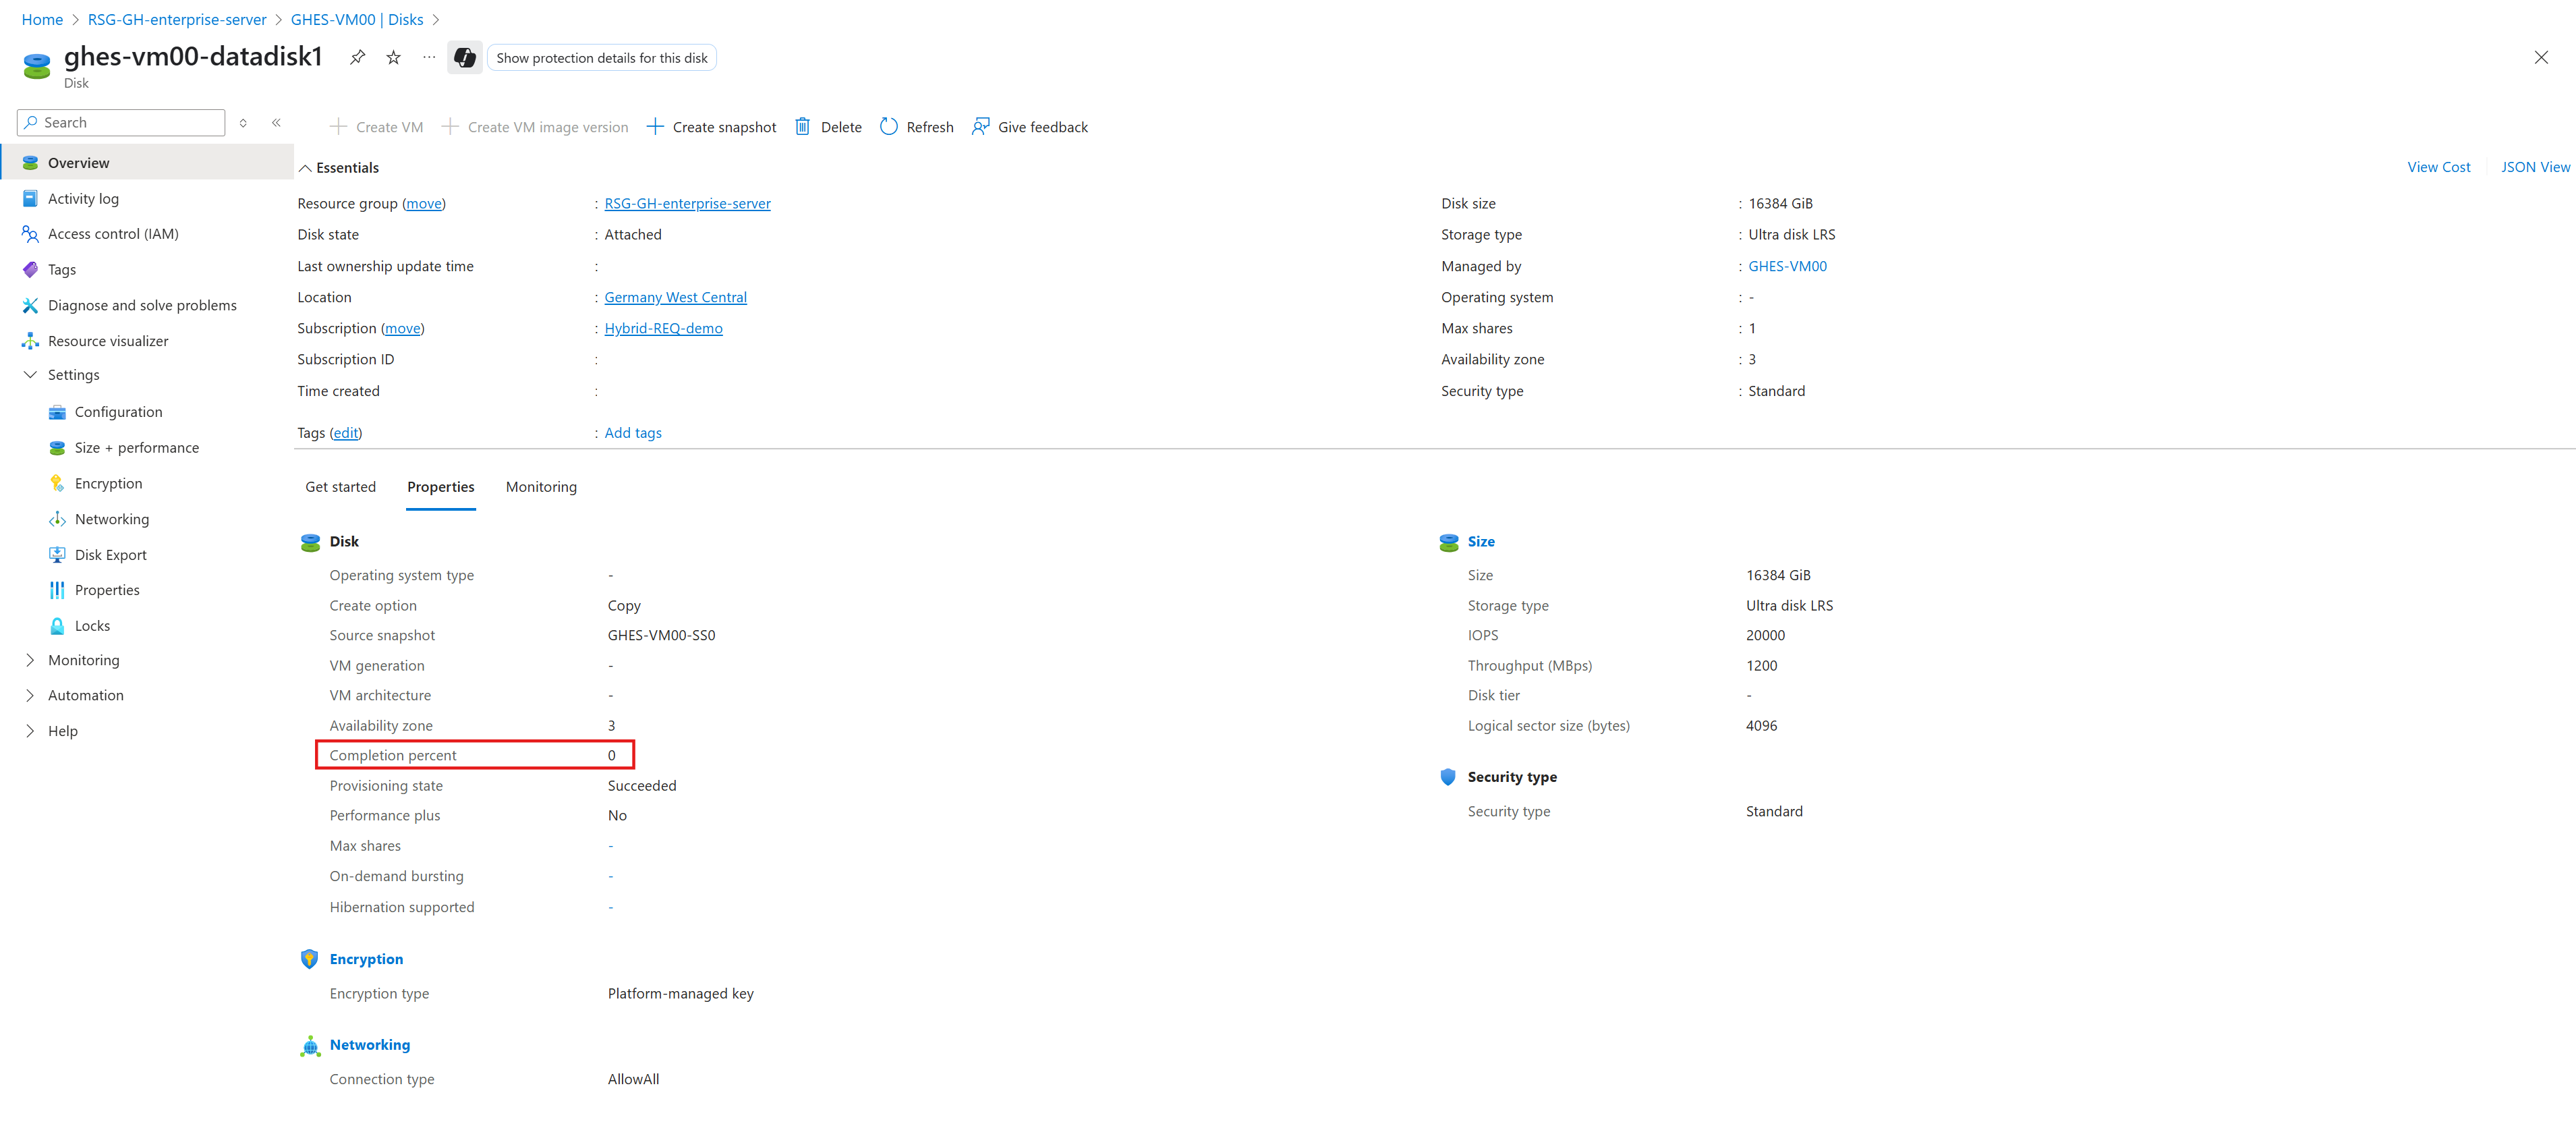 Home > RSG-GH-enterprise-server > GHES-VM00 | Disks >
ghes-vm00-datadisk1
Show protection details for this disk
Disk
Search
Create VM
Create VM image version
Create snapshot
Delete
Refresh
Give feedback
Overview
Activity log
Access control (IAM)
Tags
Diagnose and solve problems
Resource visualizer
Settings
Configuration
Size + performance
Encryption
Networking
Disk Export
Properties
Locks
Monitoring
Automation
Help
Essentials
View Cost
JSON View
Resource group (move) : RSG-GH-enterprise-server
Disk state : Attached
Last ownership update time :
Location : Germany West Central
Subscription (move) : Hybrid-REQ-demo
Subscription ID :
Time created :
Tags (edit) : Add tags
Disk size : 16384 GiB
Storage type : Ultra disk LRS
Managed by : GHES-VM00
Operating system : -
Max shares : 1
Availability zone : 3
Security type : Standard
Get started
Properties
Monitoring
Disk
Operating system type -
Create option Copy
Source snapshot GHES-VM00-SS0
VM generation -
VM architecture -
Availability zone 3
Completion percent 0
Provisioning state Succeeded
Performance plus No
Max shares -
On-demand bursting -
Hibernation supported -
Encryption
Encryption type Platform-managed key
Networking
Connection type AllowAll
Size
Size 16384 GiB
Storage type Ultra disk LRS
IOPS 20000
Throughput (MBps) 1200
Disk tier -
Logical sector size (bytes) 4096
Security type
Security type Standard